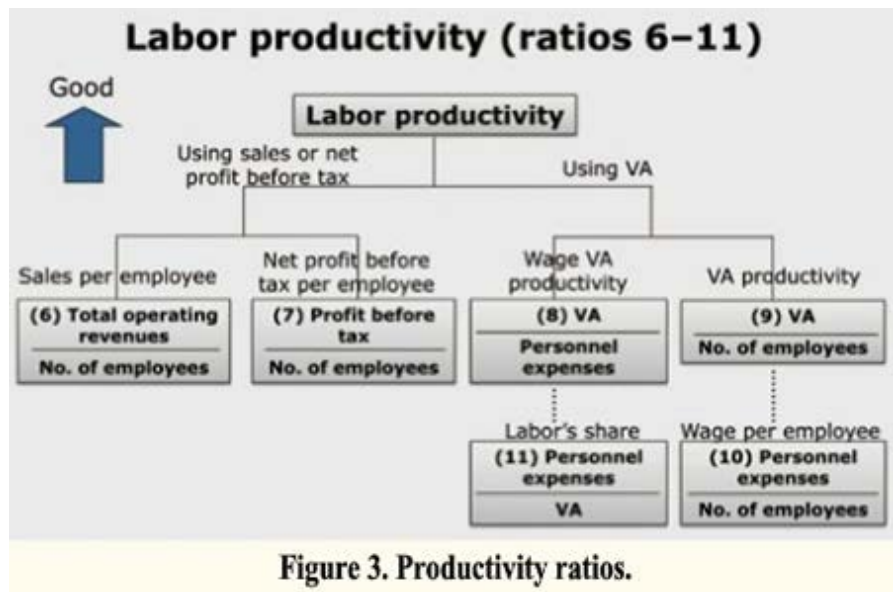 Labor productivity (ratios 6–11)
Good
Labor productivity
Using sales or net
profit before tax
Using VA
Sales per employee
(6) Total operating
revenues
No. of employees
Net profit before
tax per employee
(7) Profit before
tax
No. of employees
Wage VA
productivity
(8) VA
Personnel
expenses
VA productivity
(9) VA
No. of employees
Labor's share
(11) Personnel
expenses
VA
Wage per employee
(10) Personnel
expenses
No. of employees
Figure 3. Productivity ratios.